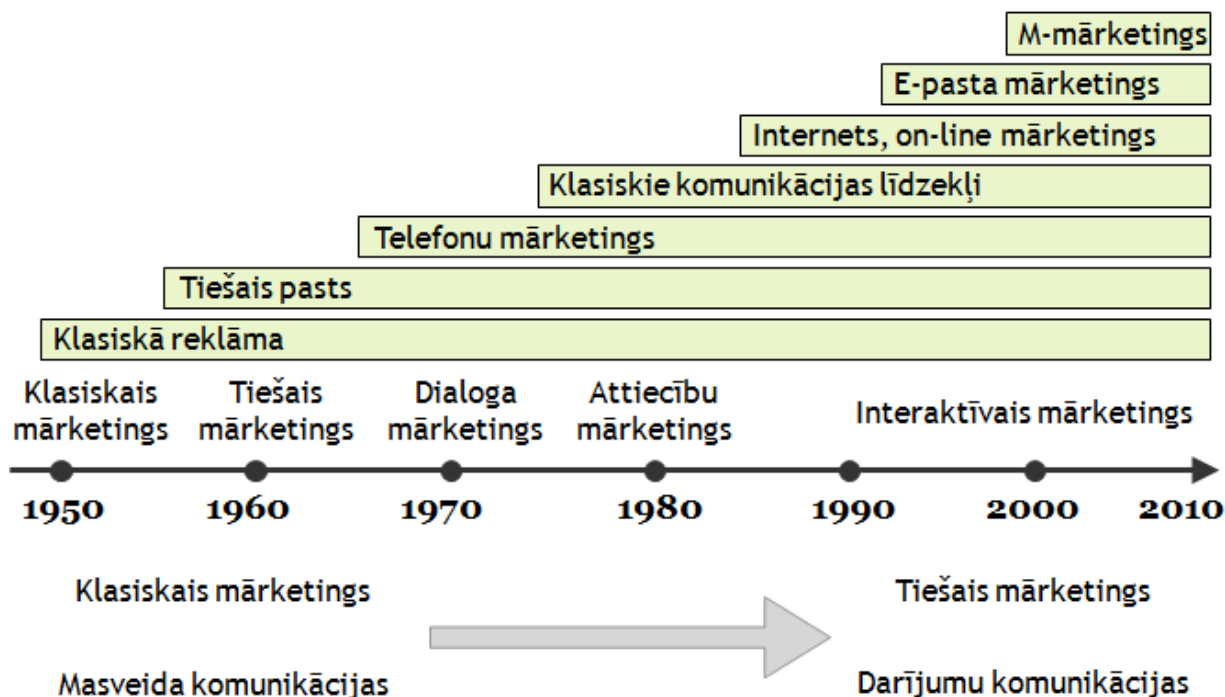 M-mārketings
E-pasta mārketings
Internets, on-line mārketings
Klasiskie komunikācijas līdzekļi
Telefonu mārketings
Tiešais pasts
Klasiskā reklāma
Klasiskais mārketings
Tiešais mārketings
Dialoga mārketings
Attiecību mārketings
Interaktīvais mārketings
1950 1960 1970 1980 1990 2000 2010
Klasiskais mārketings
Tiešais mārketings
Masveida komunikācijas
Darījumu komunikācijas